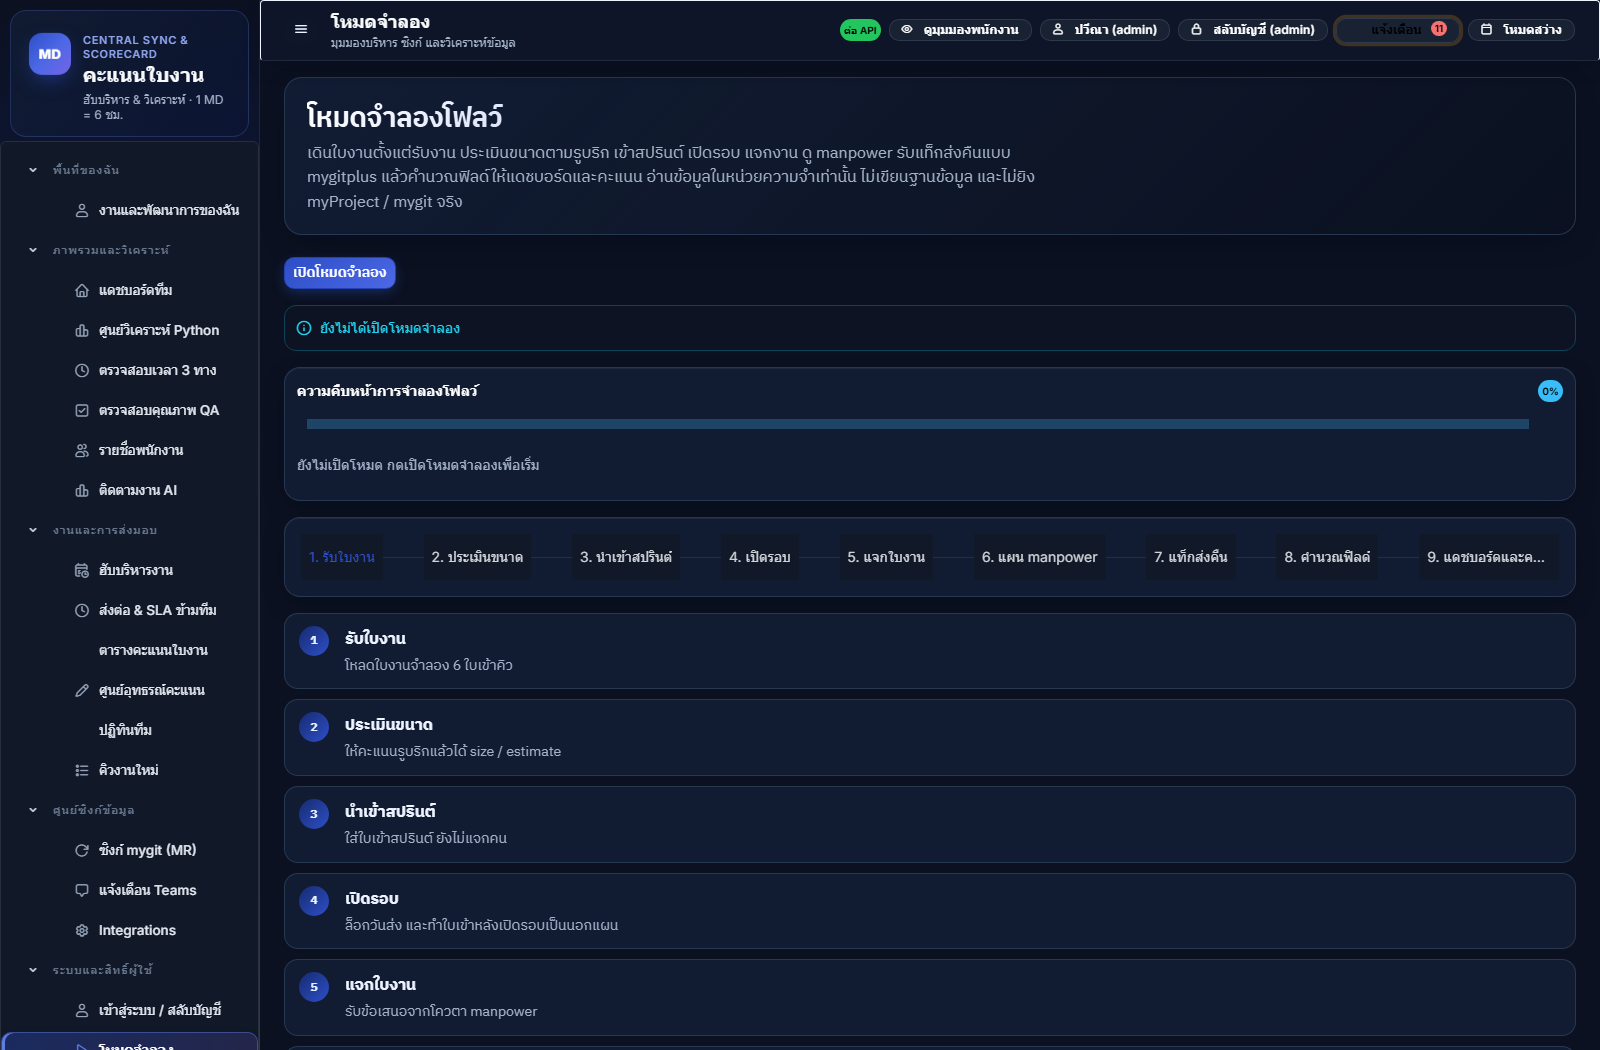 MD
CENTRAL SYNC &
SCORECARD
คะแนนใบงาน
ฮับบริหาร & วิเคราะห์ · 1 MD
= 6 ชม.
พื้นที่ของฉัน
งานและพัฒนาการของฉัน
ภาพรวมและวิเคราะห์
แดชบอร์ดทีม
ศูนย์วิเคราะห์ Python
ตรวจสอบเวลา 3 ทาง
ตรวจสอบคุณภาพ QA
รายชื่อพนักงาน
ติดตามงาน AI
งานและการส่งมอบ
ฮับบริหารงาน
ส่งต่อ & SLA ข้ามทีม
ตารางคะแนนใบงาน
ศูนย์อุทธรณ์คะแนน
ปฏิทินทีม
คิวงานใหม่
ศูนย์ซิงก์ข้อมูล
ซิงก์ mygit (MR)
แจ้งเตือน Teams
Integrations
ระบบและสิทธิ์ผู้ใช้
เข้าสู่ระบบ / สลับบัญชี
โหมดจำลอง
โหมดจำลอง
มุมมองบริหาร ซิงก์ และวิเคราะห์ข้อมูล
ต่อ API
ดูมุมมองพนักงาน
ปวีณา (admin)
สลับบัญชี (admin)
แจ้งเตือน 11
โหมดสว่าง
โหมดจำลองโฟลว์
เดินใบงานตั้งแต่รับงาน ประเมินขนาดตามรูบริก เข้าสปรินต์ เปิดรอบ แจกงาน ดู manpower รับแท็กส่งคืนแบบ
mygitplus แล้วคำนวณฟิลด์ให้แดชบอร์ดและคะแนน อ่านข้อมูลในหน่วยความจำเท่านั้น ไม่เขียนฐานข้อมูล และไม่ยิง
myProject / mygit จริง
เปิดโหมดจำลอง
ยังไม่ได้เปิดโหมดจำลอง
ความคืบหน้าการจำลองโฟลว์
0%
ยังไม่เปิดโหมด กดเปิดโหมดจำลองเพื่อเริ่ม
1. รับใบงาน
2. ประเมินขนาด
3. นำเข้าสปรินต์
4. เปิดรอบ
5. แจกใบงาน
6. แผน manpower
7. แท็กส่งคืน
8. คำนวณฟิลด์
9. แดชบอร์ดและค...
1
รับใบงาน
โหลดใบงานจำลอง 6 ใบเข้าคิว
2
ประเมินขนาด
ให้คะแนนรูบริกแล้วได้ size / estimate
3
นำเข้าสปรินต์
ใส่ใบเข้าสปรินต์ ยังไม่แจกคน
4
เปิดรอบ
ล็อกวันส่ง และทำใบเข้าหลังเปิดรอบเป็นนอกแผน
5
แจกใบงาน
รับข้อเสนอจากโควตา manpower